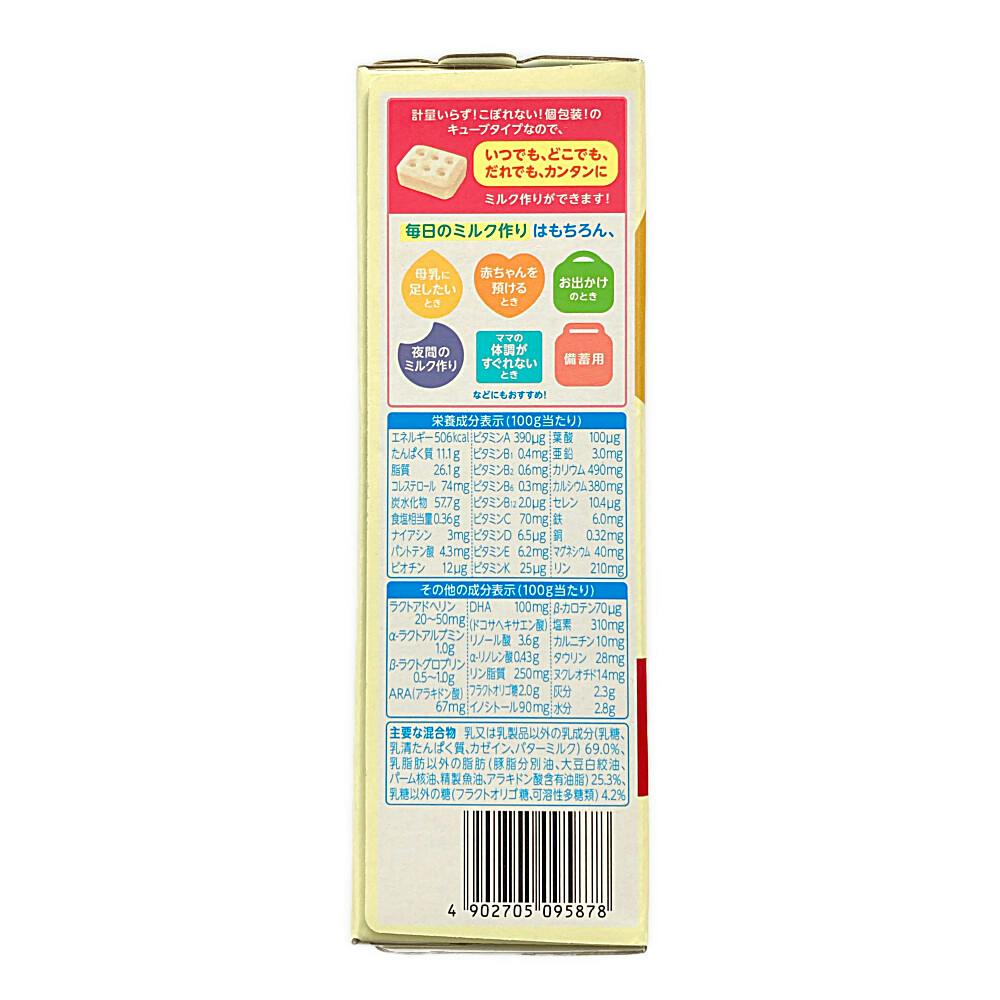 計量いらず!こぼれない!個包装!の
キューブタイプなので、
いつでも、どこでも、
だれでも、カンタンに
ミルク作りができます!
毎日のミルク作りはもちろん、
母乳に
足したい
とき
赤ちゃんを
預ける
とき
お出かけ
のとき
夜間の
ミルク作り
ママの
体調が
すぐれない
とき
備蓄用
などにもおすすめ!
栄養成分表示(100g当たり)
エネルギー 506kcal ビタミンA 390μg 葉酸 100μg
たんぱく質 11.1g ビタミンB1 0.4mg 亜鉛 3.0mg
脂質 26.1g ビタミンB2 0.6mg カリウム 490mg
コレステロール 74mg ビタミンB6 0.3mg カルシウム 380mg
炭水化物 57.7g ビタミンB12 2.0μg セレン 10.4μg
食塩相当量 0.36g ビタミンC 70mg 鉄 6.0mg
ナイアシン 3mg ビタミンD 6.5μg 銅 0.32mg
パントテン酸 4.3mg ビタミンE 6.2mg マグネシウム 40mg
ビオチン 12μg ビタミンK 25μg リン 210mg
その他の成分表示(100g当たり)
ラクトアドヘリン
20~50mg
α-ラクトアルブミン
1.0g
β-ラクトグロブリン
0.5~1.0g
ARA(アラキドン酸)
67mg
DHA 100mg
(ドコサヘキサエン酸)
リノール酸 3.6g
α-リノレン酸 0.43g
リン脂質 250mg
フラクトオリゴ糖 2.0g
イノシトール 90mg
β-カロテン 70μg
塩素 310mg
カルニチン 10mg
タウリン 28mg
ヌクレオチド 14mg
灰分 2.3g
水分 2.8g
主要な混合物 乳又は乳製品以外の乳成分(乳糖、
乳清たんぱく質、カゼイン、バターミルク) 69.0%、
乳脂肪以外の脂肪(豚脂分別油、大豆白絞油、
パーム核油、精製魚油、アラキドン酸含有油脂) 25.3%、
乳糖以外の糖(フラクトオリゴ糖、可溶性多糖類) 4.2%
4 902705 095878